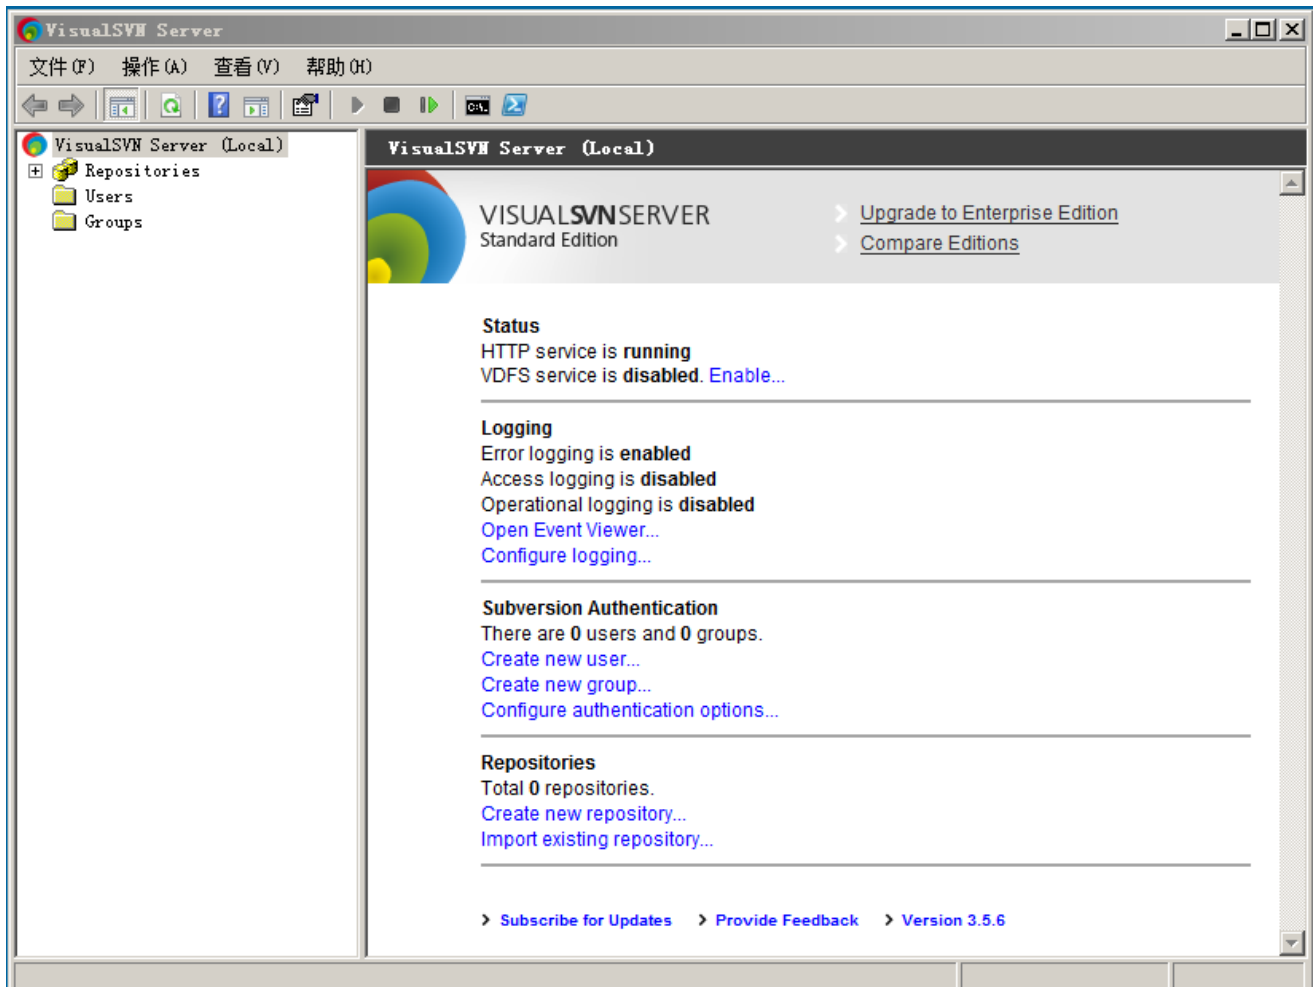 VisualSVN Server
文件(F) 操作(A) 查看(V) 帮助(H)
VisualSVN Server (Local)
Repositories
Users
Groups
VisualSVN Server (Local)
VISUALSVNSERVER
Standard Edition
Upgrade to Enterprise Edition
Compare Editions
Status
HTTP service is running
VDFS service is disabled. Enable...
Logging
Error logging is enabled
Access logging is disabled
Operational logging is disabled
Open Event Viewer...
Configure logging...
Subversion Authentication
There are 0 users and 0 groups.
Create new user...
Create new group...
Configure authentication options...
Repositories
Total 0 repositories.
Create new repository...
Import existing repository...
Subscribe for Updates Provide Feedback Version 3.5.6